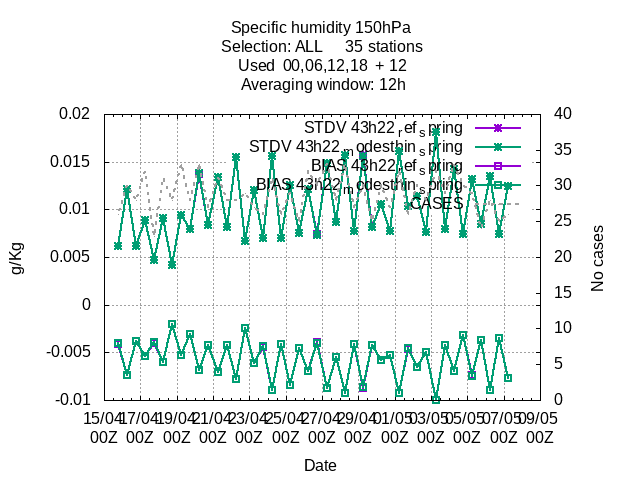 Specific humidity 150hPa
Selection: ALL 35 stations
Used 00,06,12,18 + 12
Averaging window: 12h
STDV 43h22ref_spring
STDV 43h22modesthin_spring
BIAS 43h22ref_spring
BIAS 43h22modesthin_spring
CASES
0.02
0.015
0.01
0.005
0
-0.005
-0.01
g/Kg
40
35
30
25
20
15
10
5
0
No cases
15/04 17/04 19/04 21/04 23/04 25/04 27/04 29/04 01/05 03/05 05/05 07/05 09/05
00Z 00Z 00Z 00Z 00Z 00Z 00Z 00Z 00Z 00Z 00Z 00Z 00Z
Date